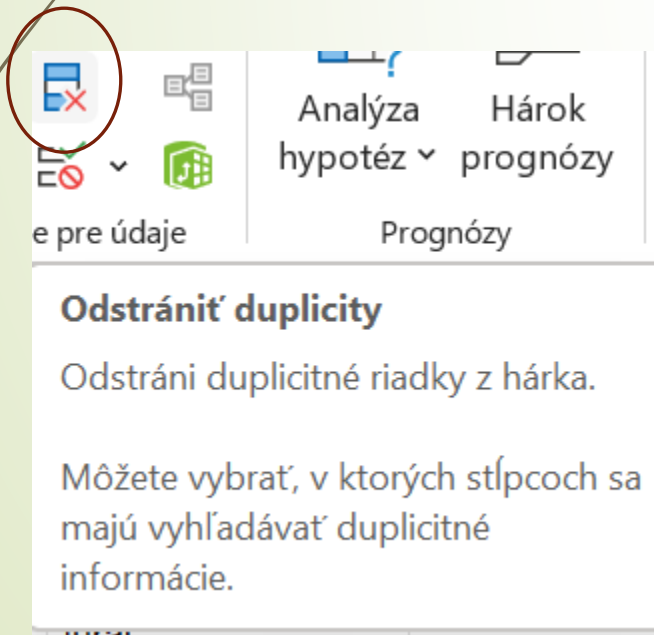 Analýza
hypotéz
Hárok
prognózy
e pre údaje
Prognózy
Odstrániť duplicity
Odstráni duplicitné riadky z hárka.
Môžete vybrať, v ktorých stĺpcoch sa
majú vyhľadávať duplicitné
informácie.